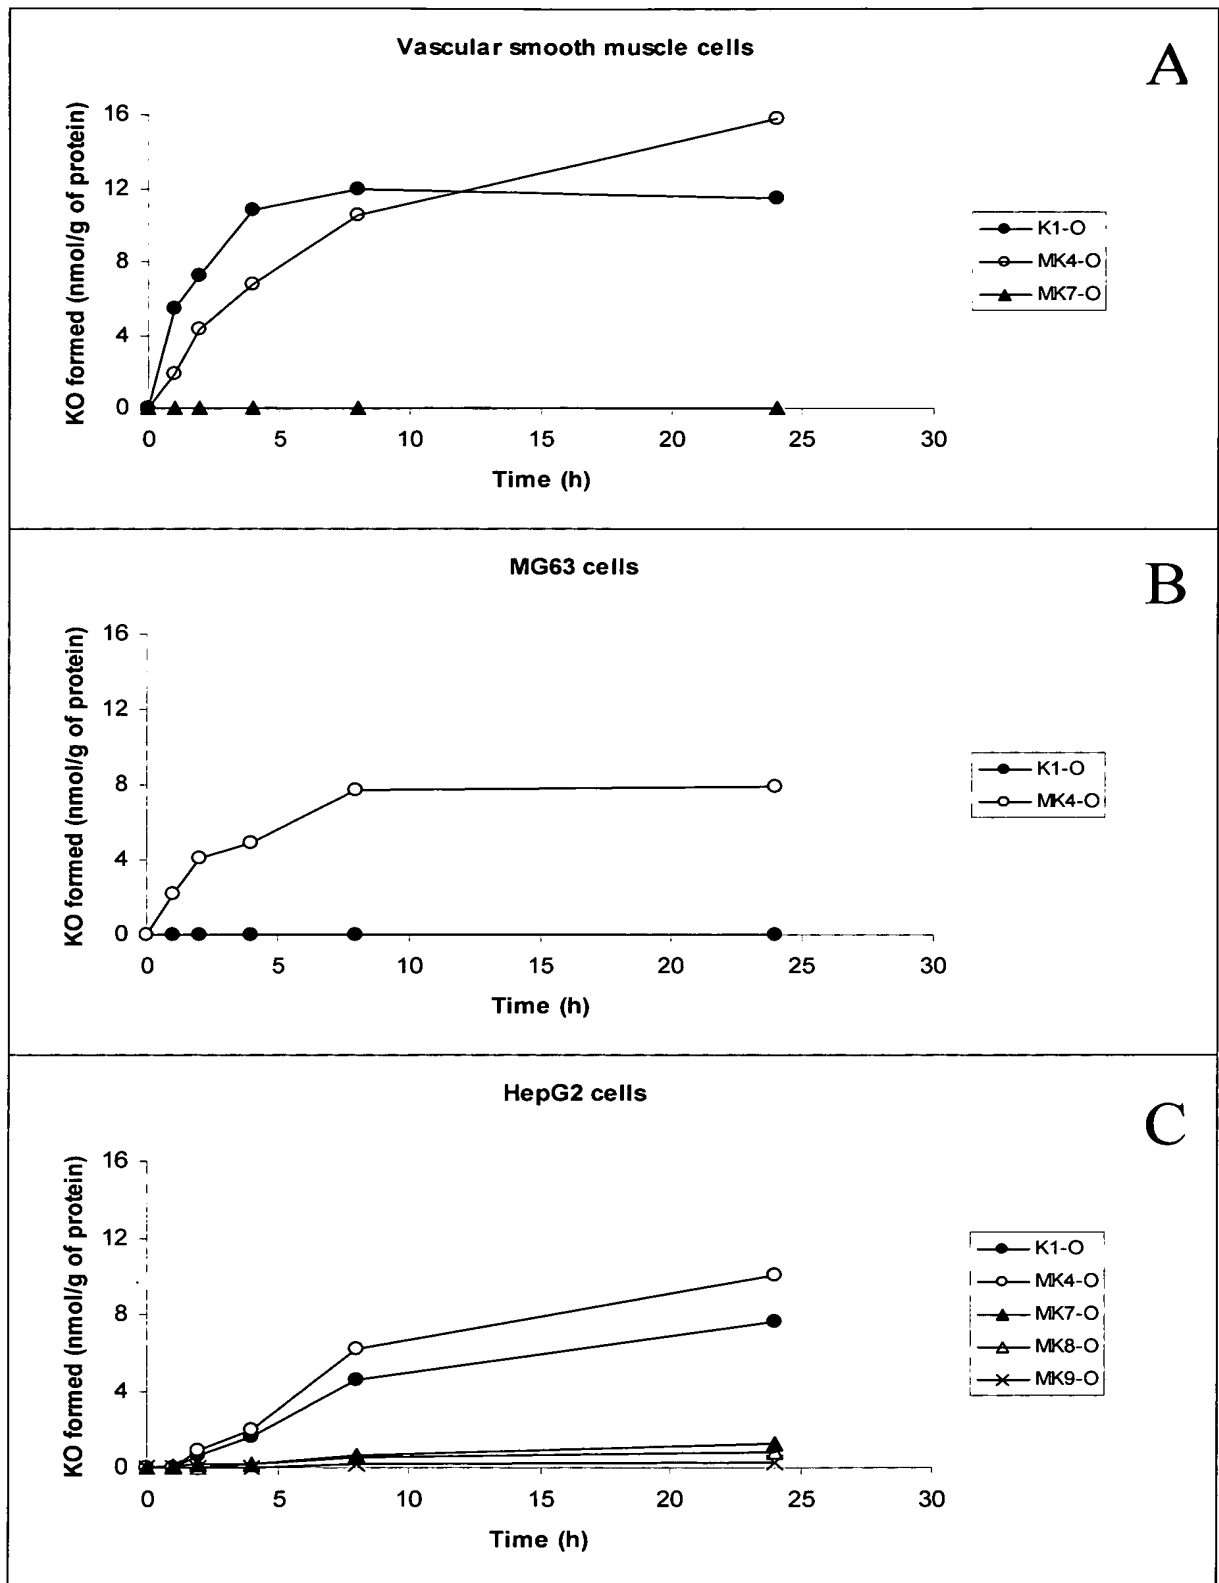 Vascular smooth muscle cells
A
KO formed (nmol/g of protein)
16
12
8
4
0
0 5 10 15 20 25 30
Time (h)
K1-O
MK4-O
MK7-O
MG63 cells
B
KO formed (nmol/g of protein)
16
12
8
4
0
0 5 10 15 20 25 30
Time (h)
K1-O
MK4-O
HepG2 cells
C
KO formed (nmol/g of protein)
16
12
8
4
0
0 5 10 15 20 25 30
Time (h)
K1-O
MK4-O
MK7-O
MK8-O
MK9-O